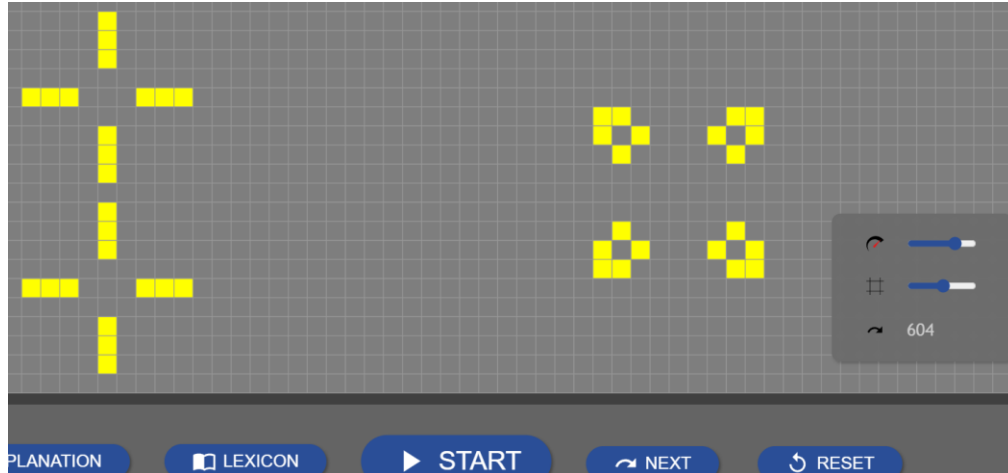 604
PLANATION
LEXICON
START
NEXT
RESET